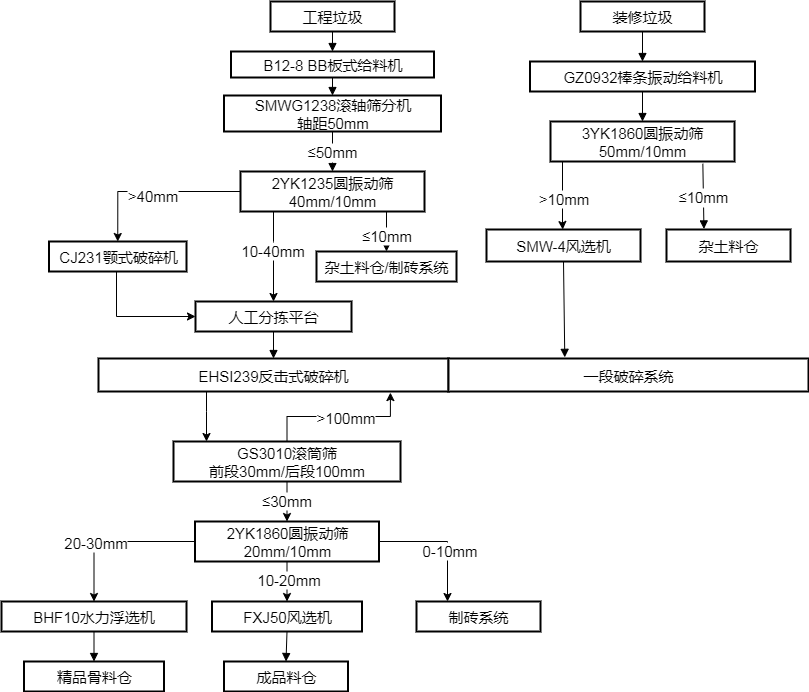 工程垃圾
装修垃圾
B12-8 BB板式给料机
GZ0932棒条振动给料机
SMWG1238滚轴筛分机
轴距50mm
3YK1860圆振动筛
50mm/10mm
≤50mm
2YK1235圆振动筛
40mm/10mm
>40mm
>10mm
≤10mm
10-40mm
≤10mm
CJ231颚式破碎机
杂土料仓/制砖系统
SMW-4风选机
杂土料仓
人工分拣平台
EHSI239反击式破碎机
一段破碎系统
>100mm
GS3010滚筒筛
前段30mm/后段100mm
≤30mm
2YK1860圆振动筛
20mm/10mm
20-30mm
0-10mm
10-20mm
BHF10水力浮选机
FXJ50风选机
制砖系统
精品骨料仓
成品料仓